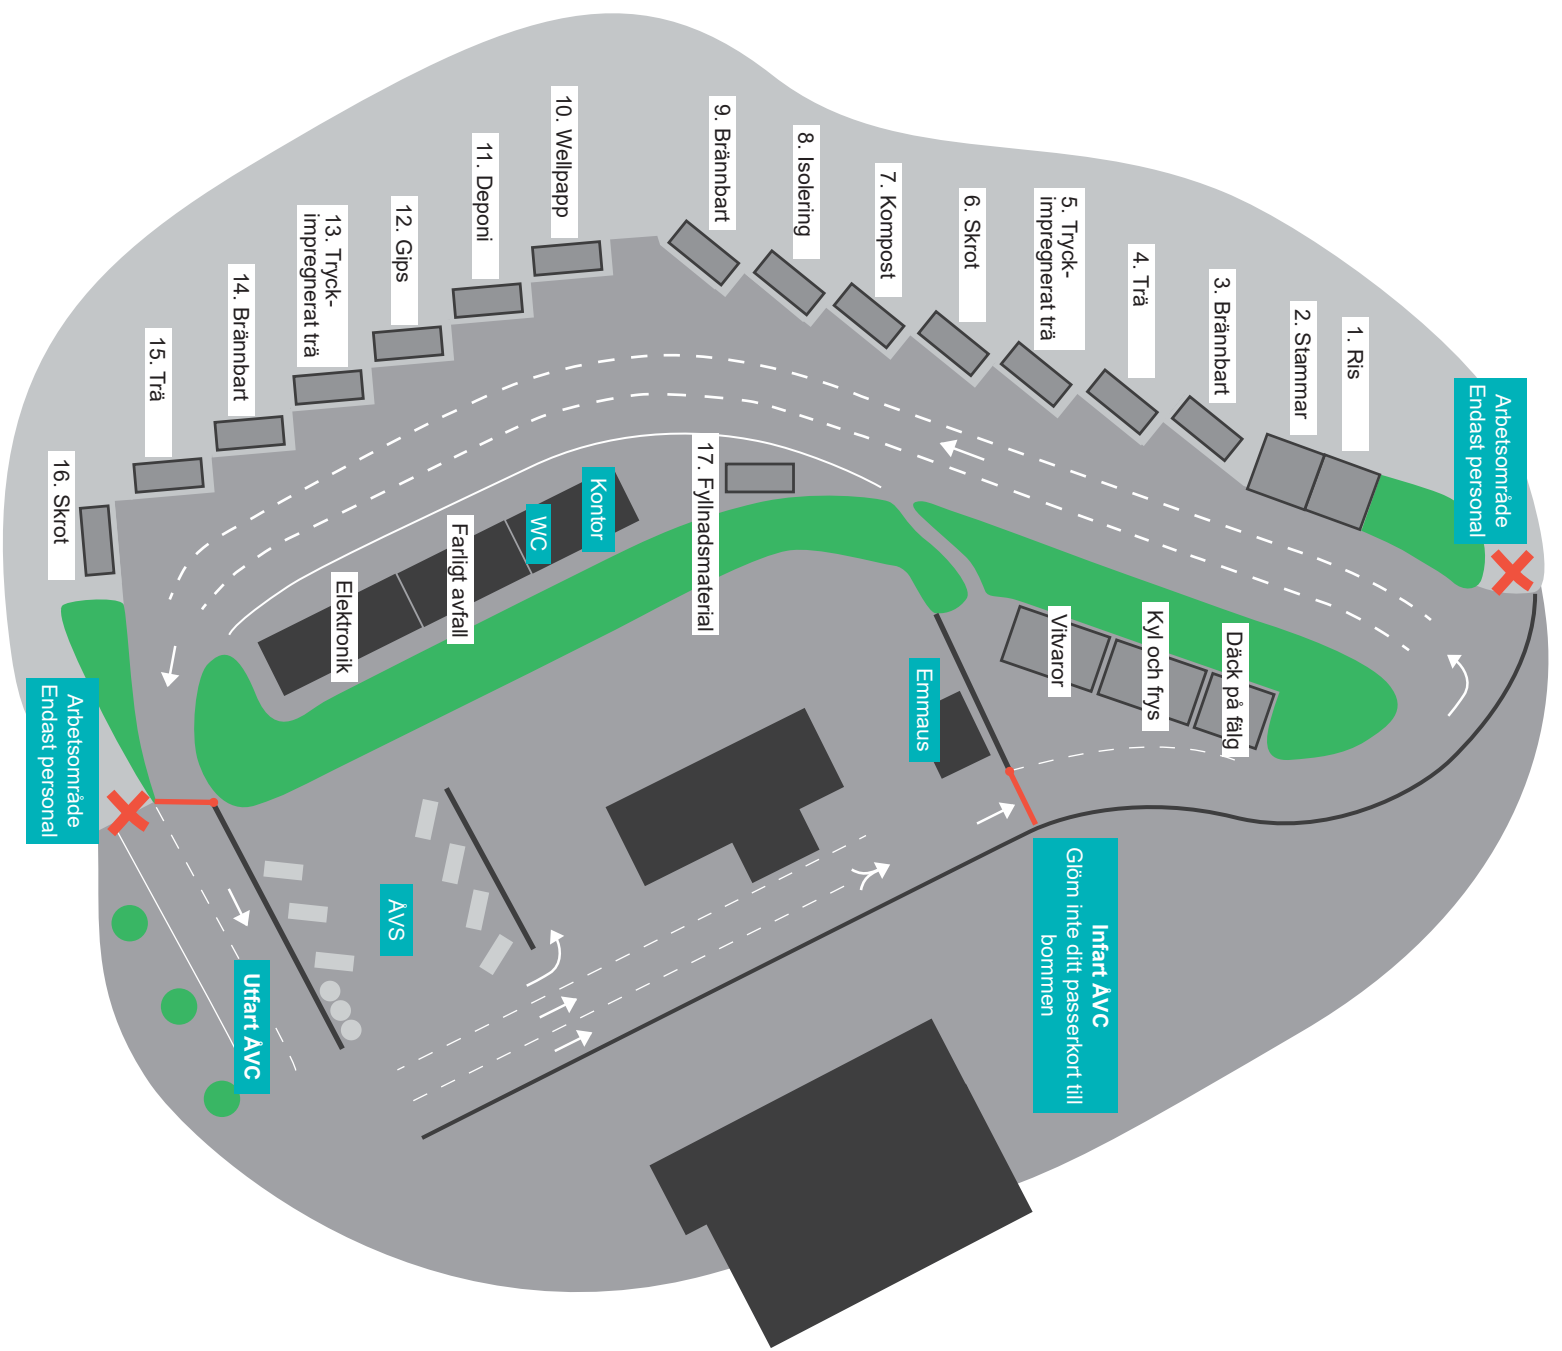 1. Ris
2. Stammar
3. Brännbart
4. Trä
5. Tryck-
impregnerat trä
6. Skrot
7. Kompost
8. Isolering
9. Brännbart
10. Wellpapp
11. Deponi
12. Gips
13. Tryck-
impregnerat trä
14. Brännbart
15. Trä
16. Skrot
17. Fyllnadsmaterial
Arbetsområde
Endast personal
Kontor
WC
Farligt avfall
Elektronik
Däck på fälg
Kyl och frys
Vitvaror
Emmaus
Infart ÅVC
Glöm inte ditt passerkort till
bommen
ÅVS
Utfart ÅVC
Arbetsområde
Endast personal